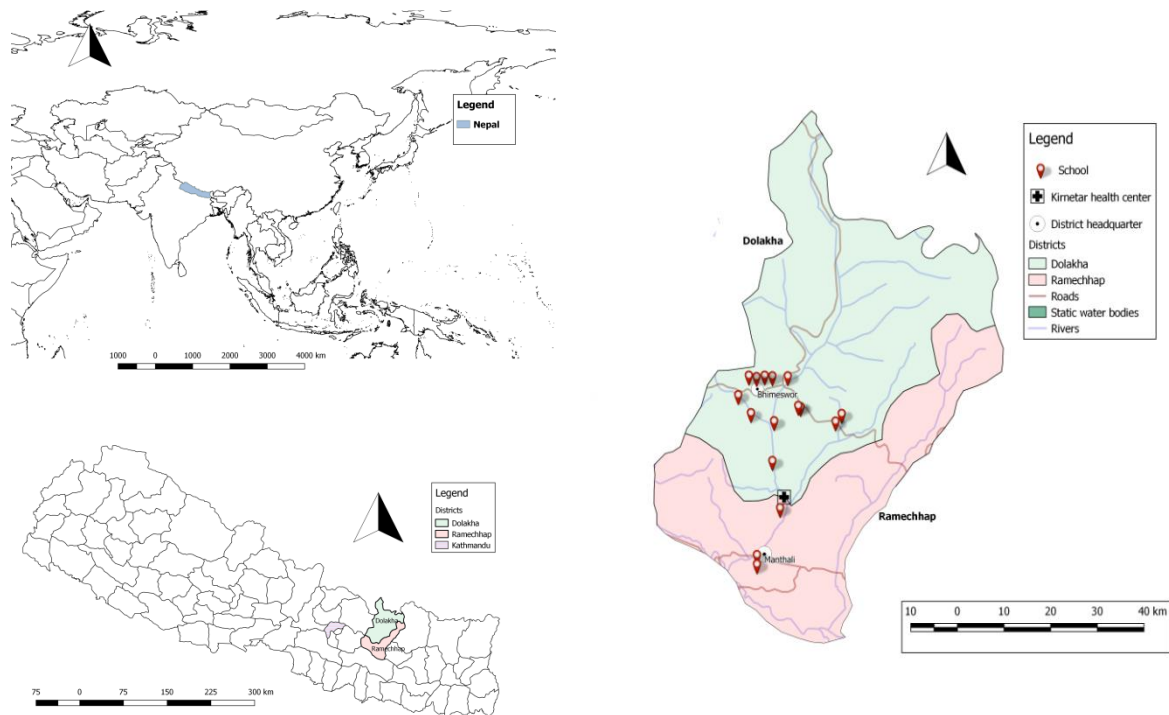 Legend
Nepal
1000 0 1000 2000 3000 4000 km
Legend
Districts
Dolakha
Ramechhap
Kathmandu
Dolakha
Ramechhap
75 0 75 150 225 300 km
Legend
School
Kirnetar health center
District headquarter
Districts
Dolakha
Ramechhap
Roads
Static water bodies
Rivers
Dolakha
Bhimeswor
Ramechhap
Manthali
10 0 10 20 30 40 km